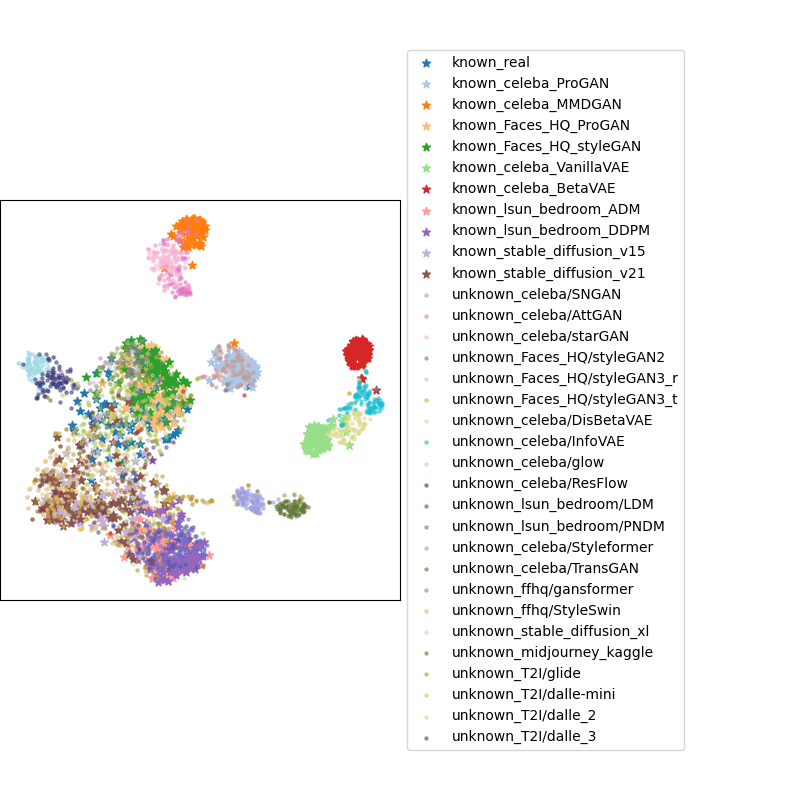 known_real
known_celeba_ProGAN
known_celeba_MMDGAN
known_Faces_HQ_ProGAN
known_Faces_HQ_styleGAN
known_celeba_VanillaVAE
known_celeba_BetaVAE
known_lsun_bedroom_ADM
known_lsun_bedroom_DDPM
known_stable_diffusion_v15
known_stable_diffusion_v21
unknown_celeba/SNGAN
unknown_celeba/AttGAN
unknown_celeba/starGAN
unknown_Faces_HQ/styleGAN2
unknown_Faces_HQ/styleGAN3_r
unknown_Faces_HQ/styleGAN3_t
unknown_celeba/DisBetaVAE
unknown_celeba/InfoVAE
unknown_celeba/glow
unknown_celeba/ResFlow
unknown_lsun_bedroom/LDM
unknown_lsun_bedroom/PNDM
unknown_celeba/Styleformer
unknown_celeba/TransGAN
unknown_ffhq/gansformer
unknown_ffhq/StyleSwin
unknown_stable_diffusion_xl
unknown_midjourney_kaggle
unknown_T2I/glide
unknown_T2I/dalle-mini
unknown_T2I/dalle_2
unknown_T2I/dalle_3